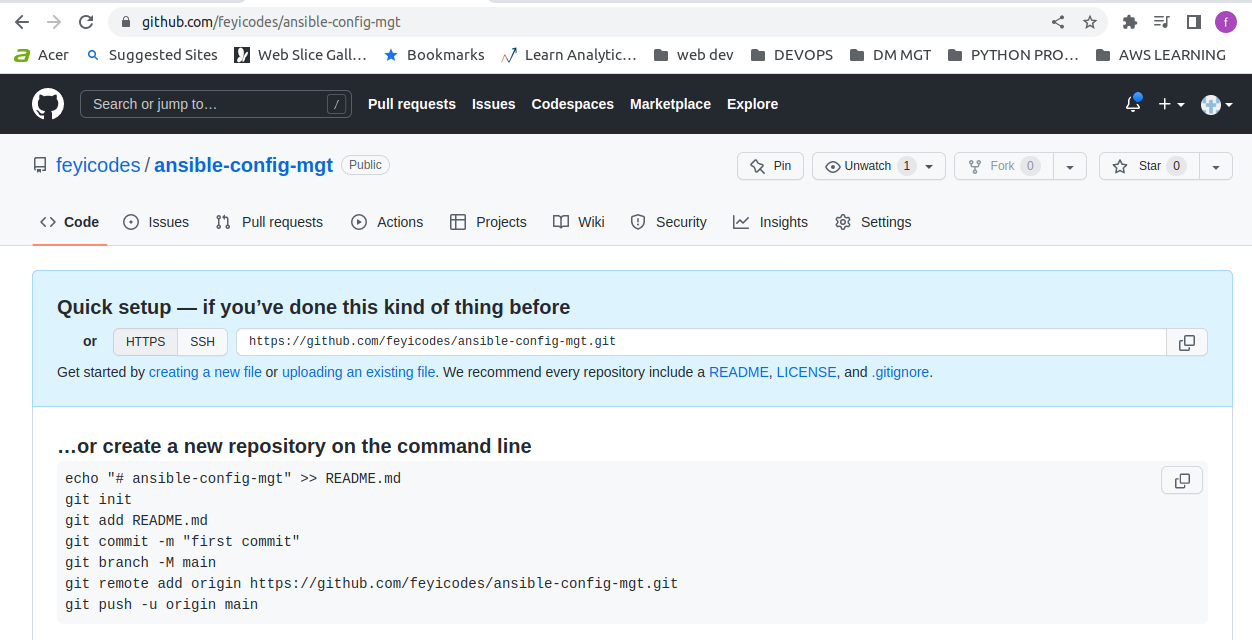 github.com/feyicodes/ansible-config-mgt
f
Acer Suggested Sites Web Slice Gall... Bookmarks Learn Analytic... web dev DEVOPS DM MGT PYTHON PRO... AWS LEARNING
Search or jump to... / Pull requests Issues Codespaces Marketplace Explore
feyicodes / ansible-config-mgt Public Pin Unwatch 1 Fork 0 Star 0
Code Issues Pull requests Actions Projects Wiki Security Insights Settings
Quick setup — if you’ve done this kind of thing before
or HTTPS SSH https://github.com/feyicodes/ansible-config-mgt.git
Get started by creating a new file or uploading an existing file. We recommend every repository include a README, LICENSE, and .gitignore.
…or create a new repository on the command line
echo "# ansible-config-mgt" >> README.md
git init
git add README.md
git commit -m "first commit"
git branch -M main
git remote add origin https://github.com/feyicodes/ansible-config-mgt.git
git push -u origin main